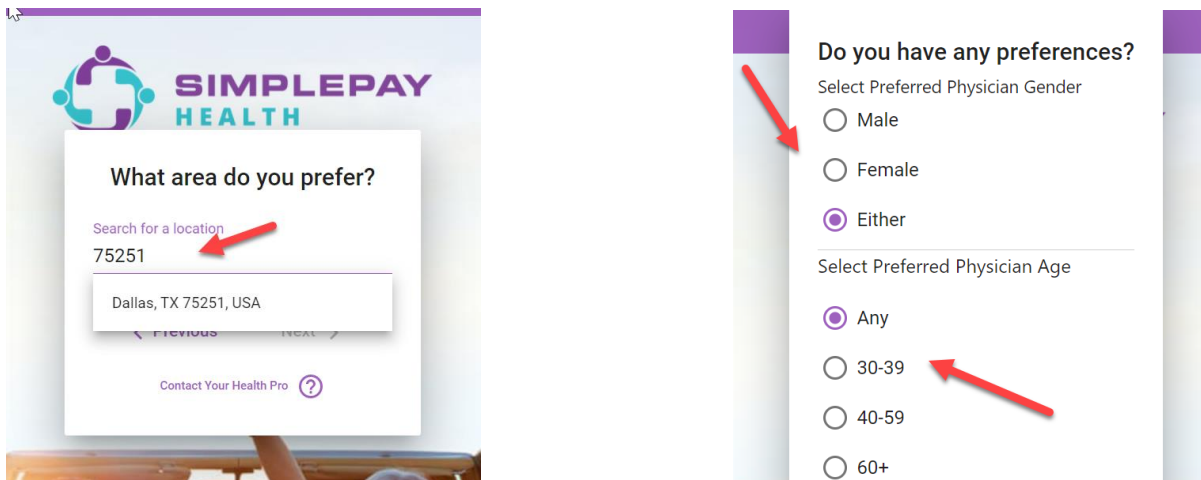 SIMPLEPAY
HEALTH
What area do you prefer?
Search for a location
75251
Dallas, TX 75251, USA
Previous
Next
Contact Your Health Pro
Do you have any preferences?
Select Preferred Physician Gender
Male
Female
Either
Select Preferred Physician Age
Any
30-39
40-59
60+